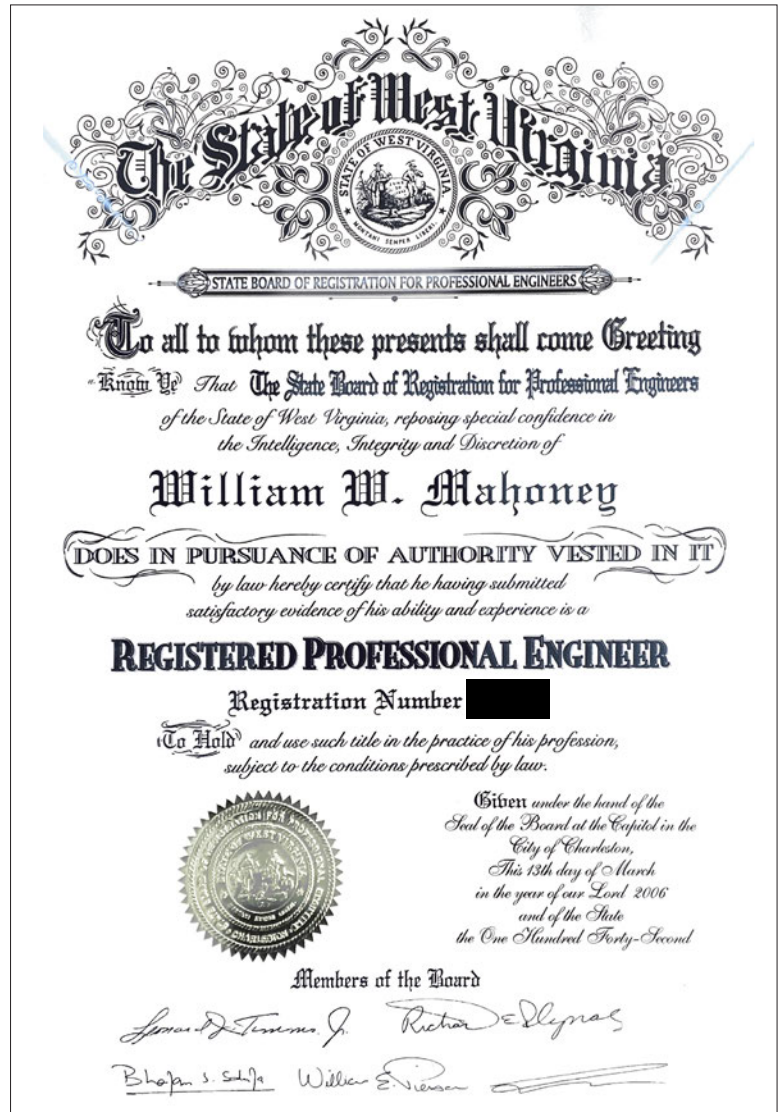 The State of West Virginia
STATE OF WEST VIRGINIA
MONTANI SEMPER LIBERI
STATE BOARD OF REGISTRATION FOR PROFESSIONAL ENGINEERS
To all to whom these presents shall come Greeting
Know Ye That The State Board of Registration for Professional Engineers
of the State of West Virginia, reposing special confidence in
the Intelligence, Integrity and Discretion of
William W. Mahoney
DOES IN PURSUANCE OF AUTHORITY VESTED IN IT
by law hereby certify that he having submitted
satisfactory evidence of his ability and experience is a
REGISTERED PROFESSIONAL ENGINEER
Registration Number
To Hold and use such title in the practice of his profession,
subject to the conditions prescribed by law.
Given under the hand of the
Seal of the Board at the Capitol in the
City of Charleston,
This 13th day of March
in the year of our Lord 2006
and of the State
the One Hundred Forty-Second
STATE OF WEST VIRGINIA
Members of the Board
William E. Pierson